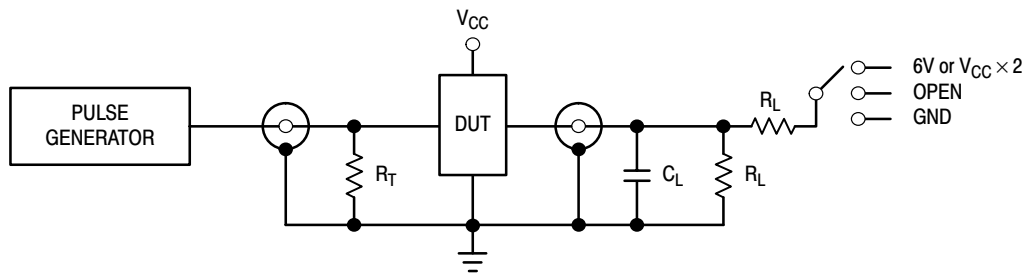 V_CC
PULSE
GENERATOR
R_T
DUT
C_L
R_L
R_L
6V or V_CC × 2
OPEN
GND